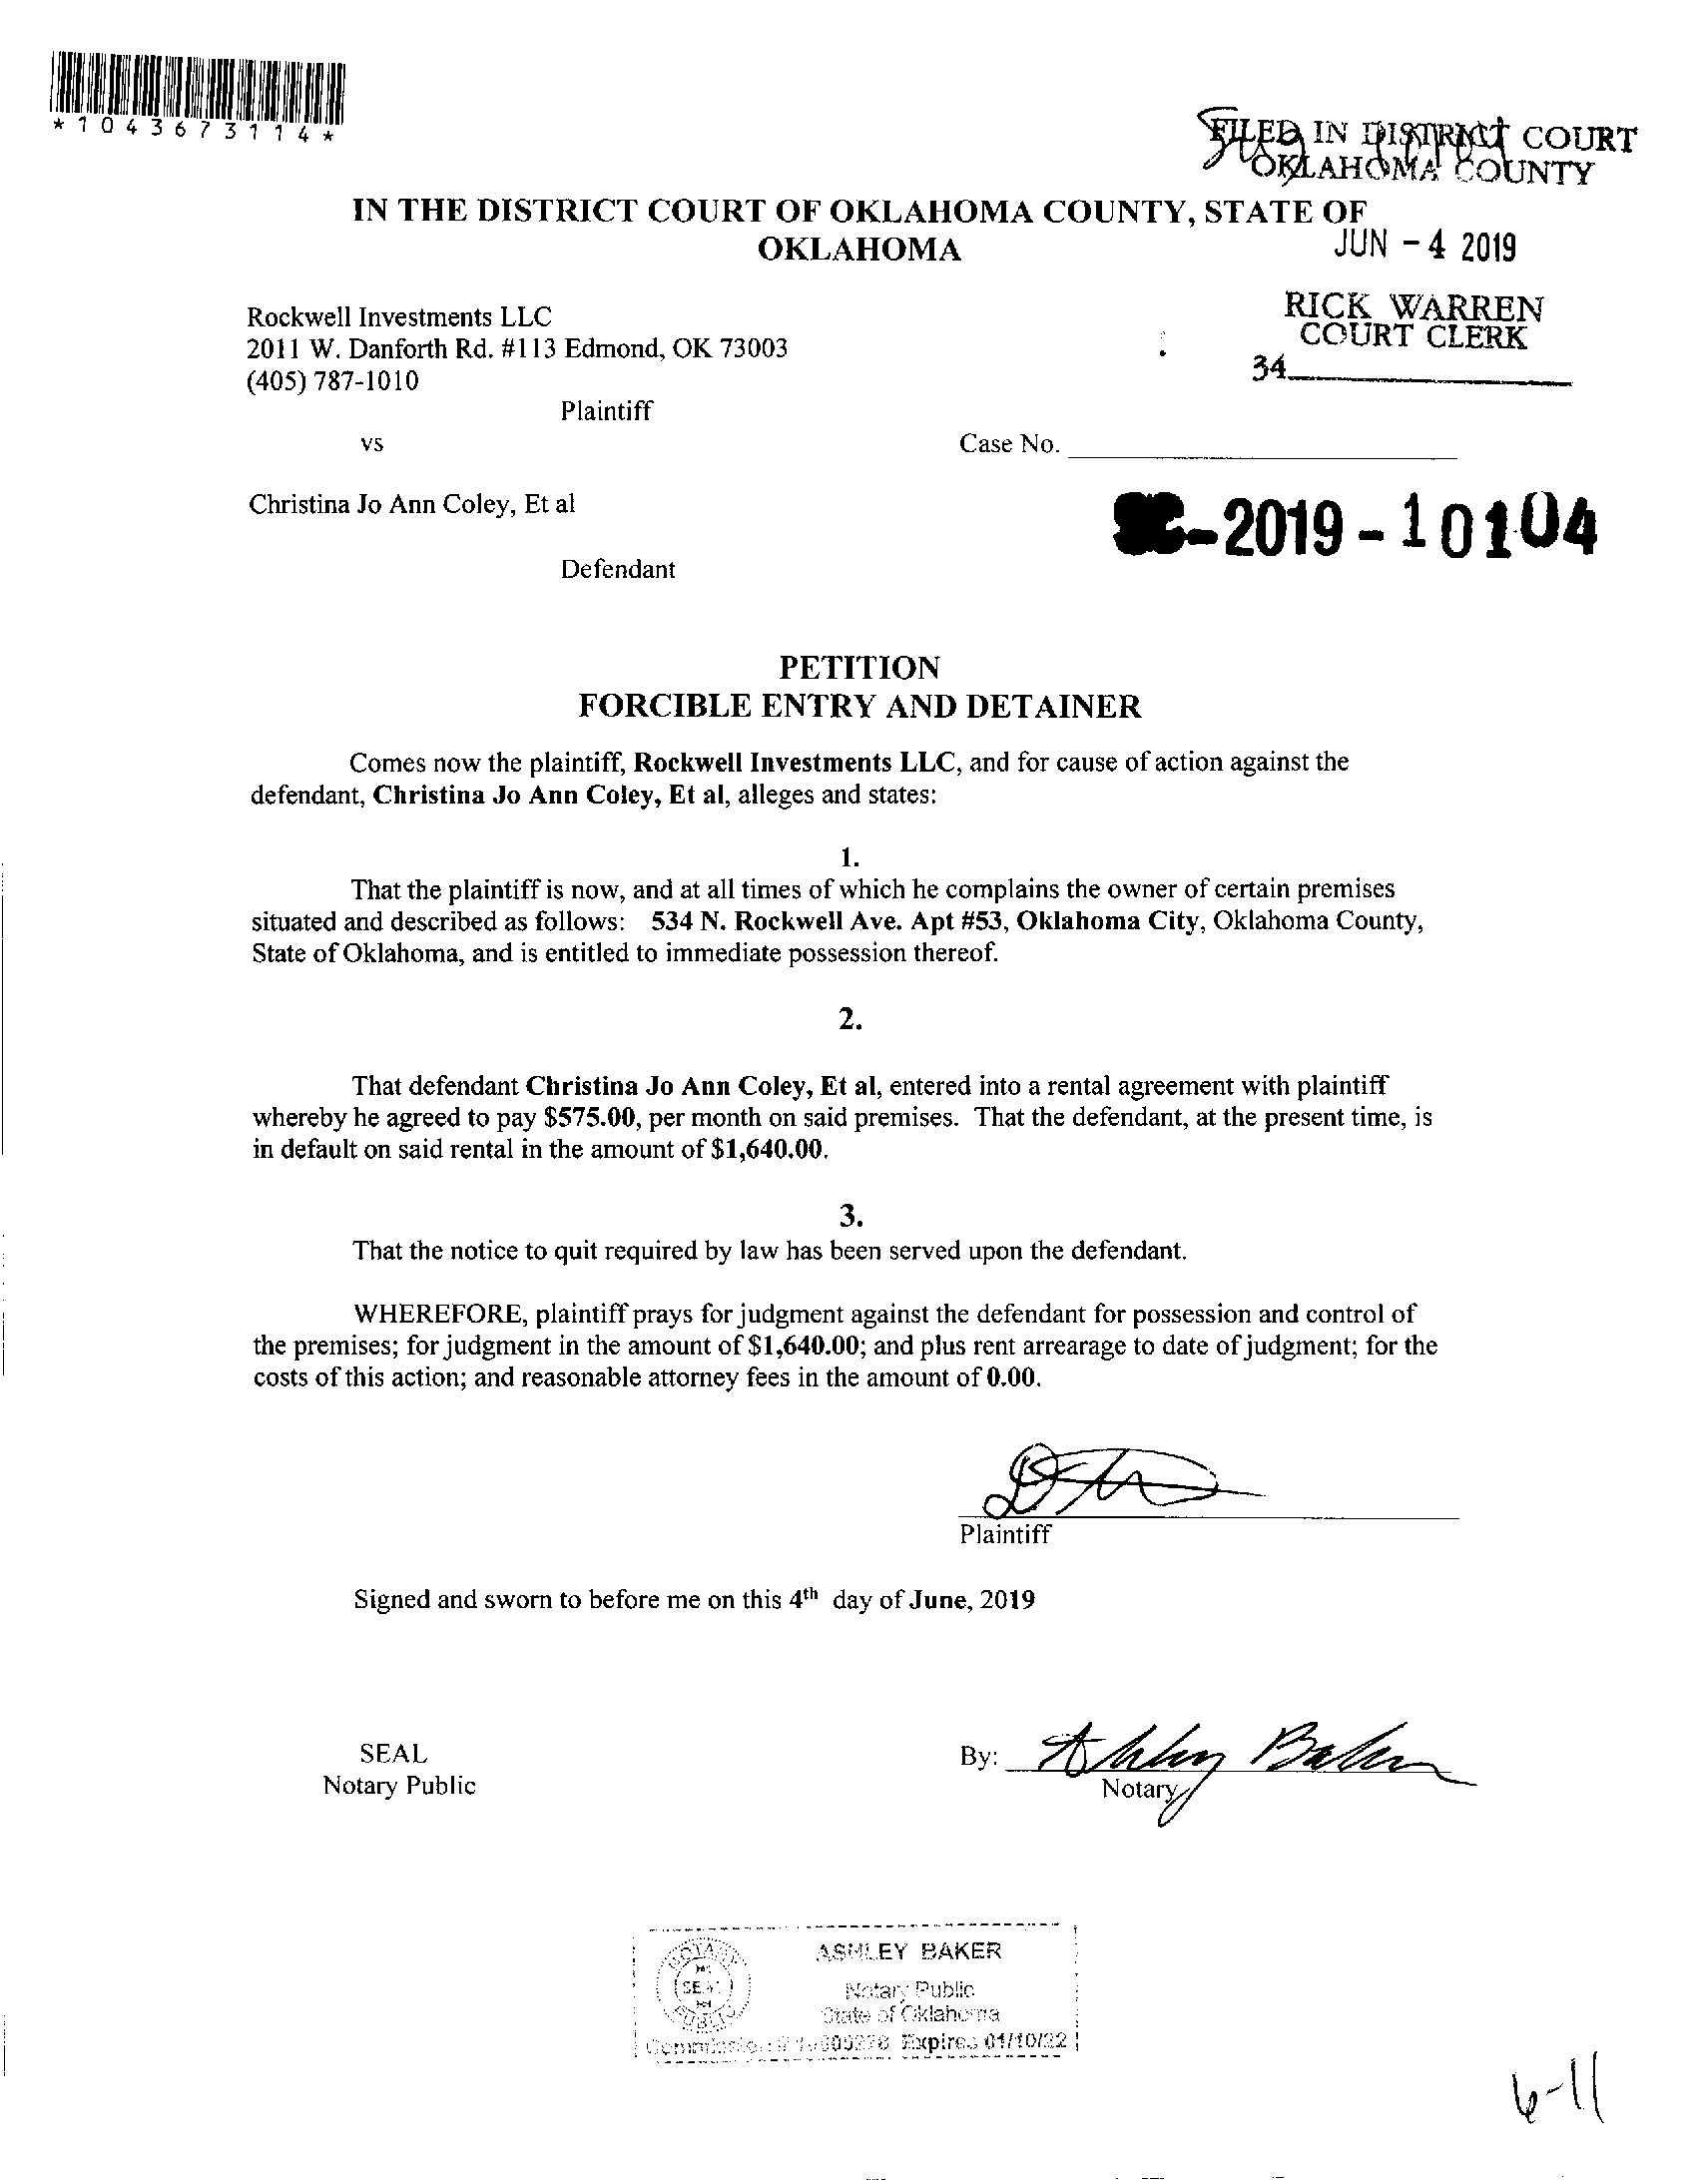 *1043673114*
FILED IN DISTRICT COURT
OKLAHOMA COUNTY
IN THE DISTRICT COURT OF OKLAHOMA COUNTY, STATE OF
OKLAHOMA
JUN - 4 2019
RICK WARREN
COURT CLERK
34
Rockwell Investments LLC
2011 W. Danforth Rd. #113 Edmond, OK 73003
(405) 787-1010
Plaintiff
vs
Case No.
Christina Jo Ann Coley, Et al
-2019-10104
Defendant
PETITION
FORCIBLE ENTRY AND DETAINER
Comes now the plaintiff, Rockwell Investments LLC, and for cause of action against the
defendant, Christina Jo Ann Coley, Et al, alleges and states:
1.
That the plaintiff is now, and at all times of which he complains the owner of certain premises
situated and described as follows: 534 N. Rockwell Ave. Apt #53, Oklahoma City, Oklahoma County,
State of Oklahoma, and is entitled to immediate possession thereof.
2.
That defendant Christina Jo Ann Coley, Et al, entered into a rental agreement with plaintiff
whereby he agreed to pay $575.00, per month on said premises. That the defendant, at the present time, is
in default on said rental in the amount of $1,640.00.
3.
That the notice to quit required by law has been served upon the defendant.
WHEREFORE, plaintiff prays for judgment against the defendant for possession and control of
the premises; for judgment in the amount of $1,640.00; and plus rent arrearage to date of judgment; for the
costs of this action; and reasonable attorney fees in the amount of 0.00.
Plaintiff
Signed and sworn to before me on this 4th day of June, 2019
SEAL
Notary Public
By: Ashley Baker
Notary
ASHLEY BAKER
NOTARY
SEAL
PUBLIC
Notary Public
State of Oklahoma
Commission # Expires 01/10/22
6-11